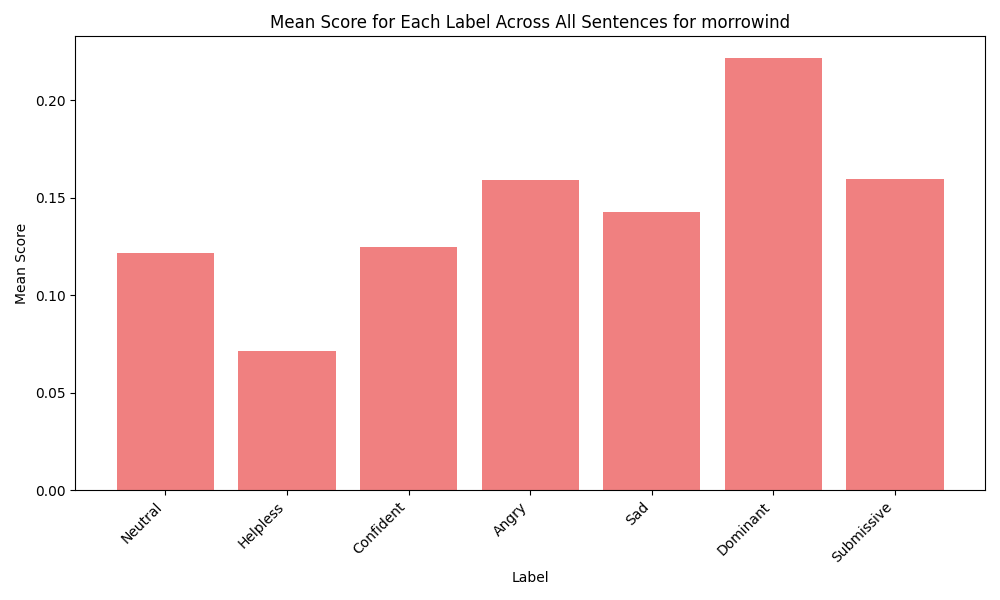 Mean Score for Each Label Across All Sentences for morrowind
Mean Score
0.20
0.15
0.10
0.05
0.00
Neutral
Helpless
Confident
Angry
Sad
Dominant
Submissive
Label